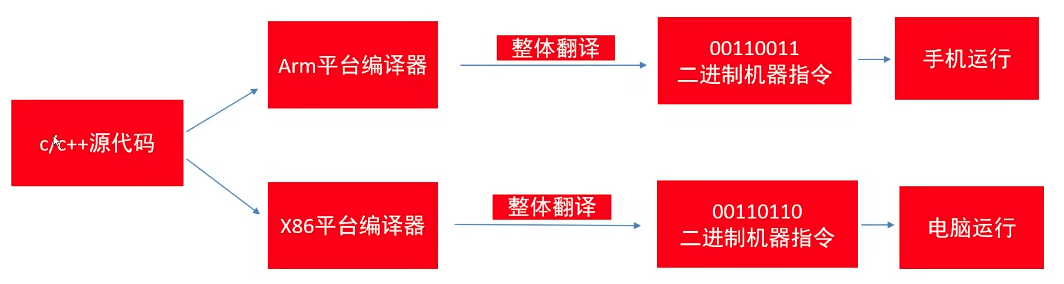 c/c++源代码
Arm平台编译器
整体翻译
00110011
二进制机器指令
手机运行
X86平台编译器
整体翻译
00110110
二进制机器指令
电脑运行